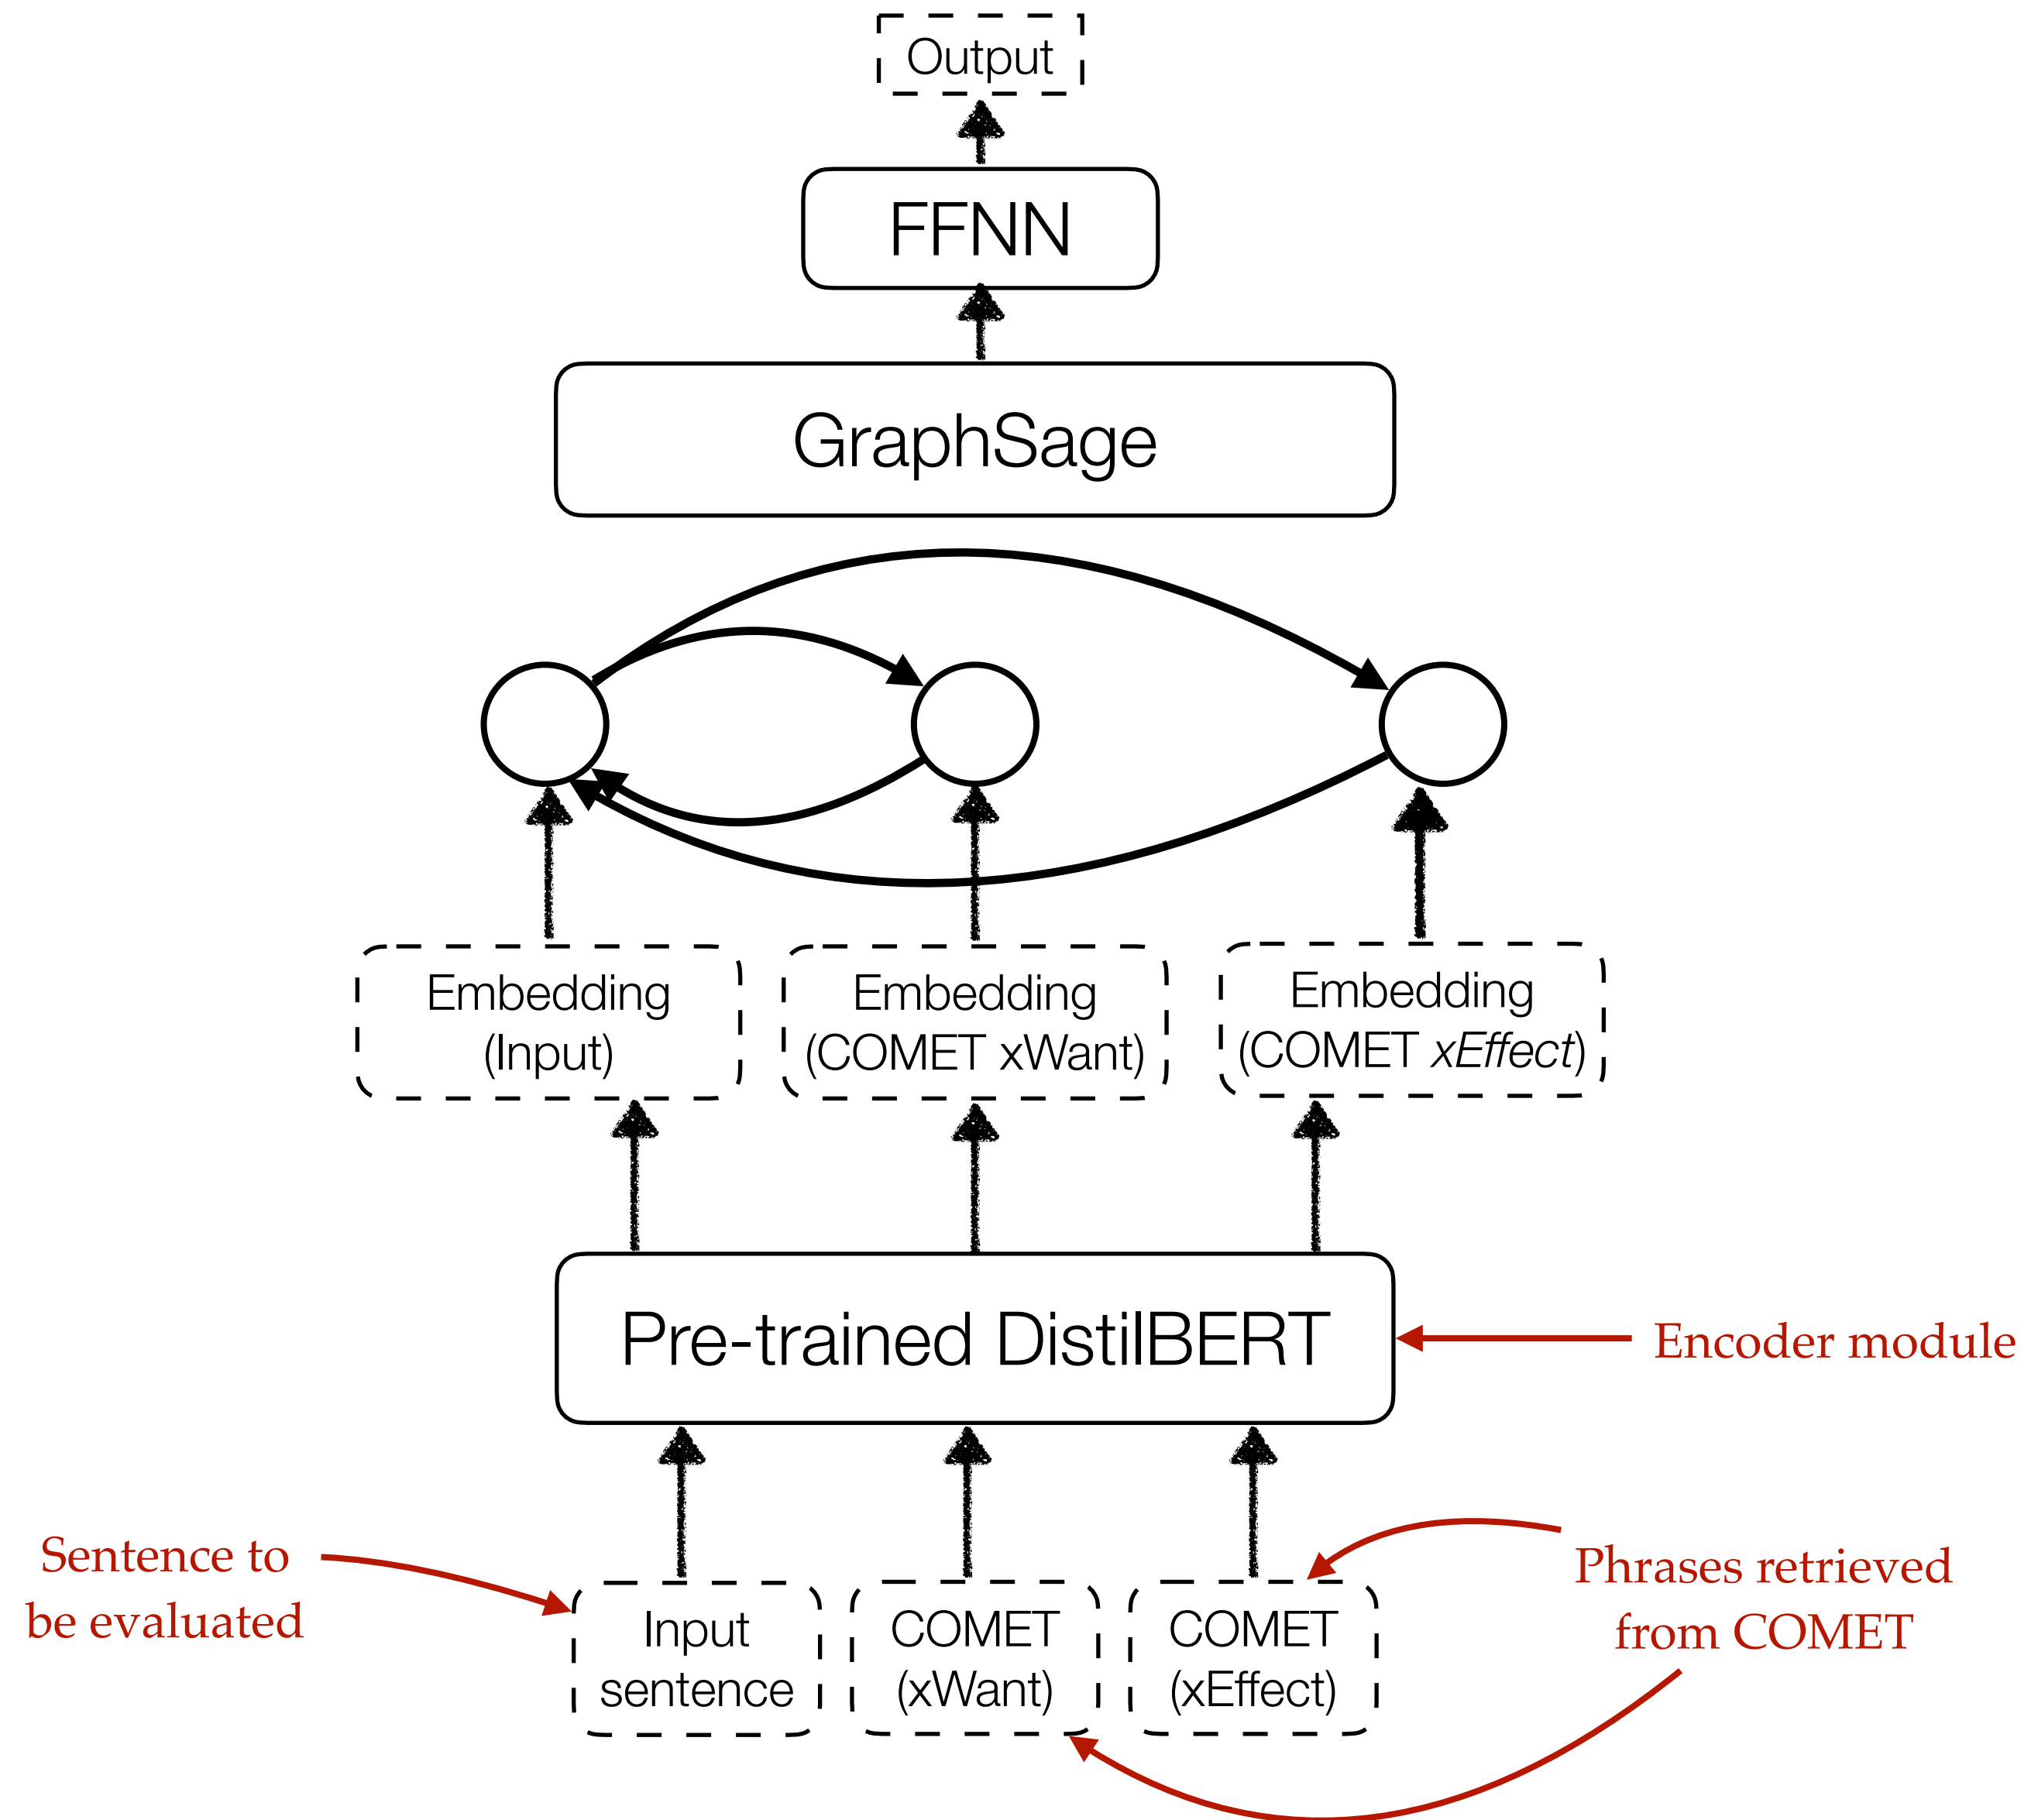 Output
FFNN
GraphSage
Embedding
(Input)
Embedding
(COMET xWant)
Embedding
(COMET xEffect)
Pre-trained DistilBERT
Encoder module
Sentence to
be evaluated
Input
sentence
COMET
(xWant)
COMET
(xEffect)
Phrases retrieved
from COMET